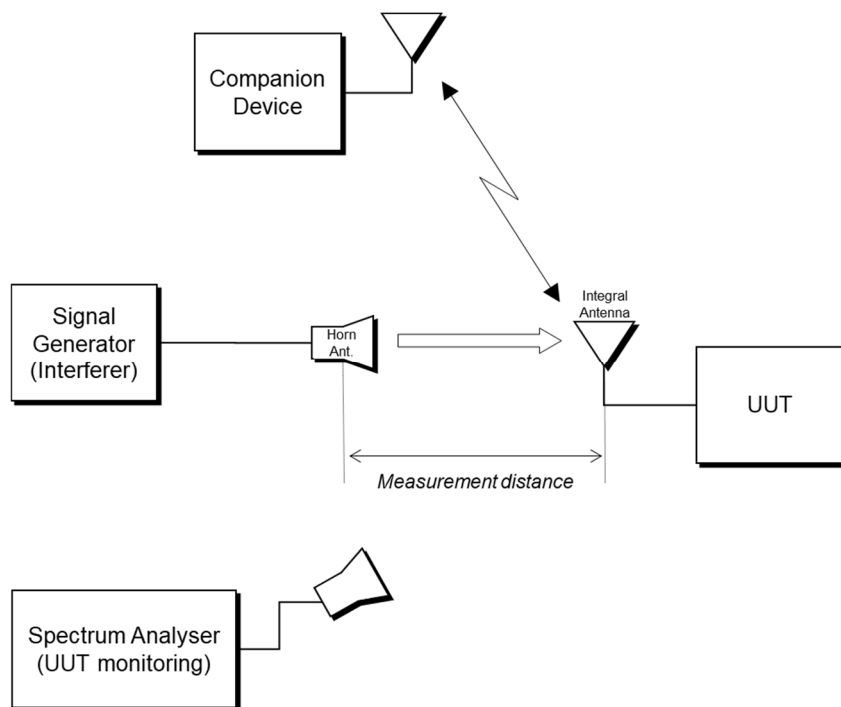 Companion
Device
Integral
Antenna
Signal
Generator
(Interferer)
Horn
Ant.
UUT
Measurement distance
Spectrum Analyser
(UUT monitoring)